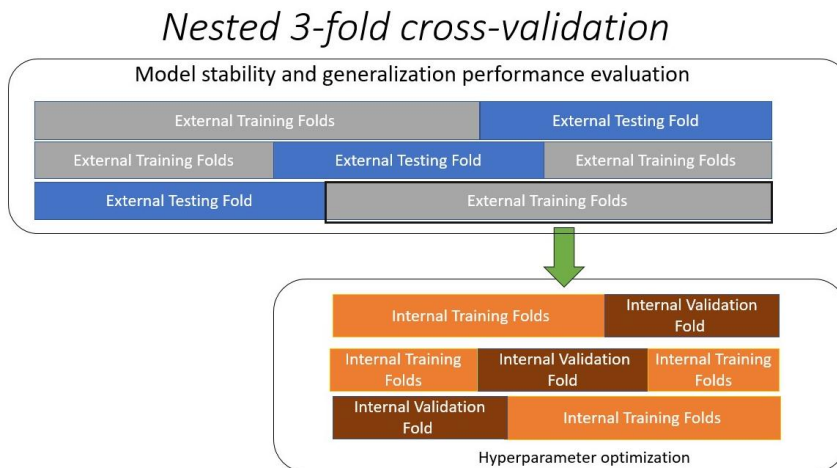 Nested 3-fold cross-validation
Model stability and generalization performance evaluation
External Training Folds External Testing Fold
External Training Folds External Testing Fold External Training Folds
External Testing Fold External Training Folds
Internal Training Folds
Internal Validation
Fold
Internal Training
Folds
Internal Validation
Fold
Internal Training
Folds
Internal Validation
Fold
Internal Training Folds
Hyperparameter optimization